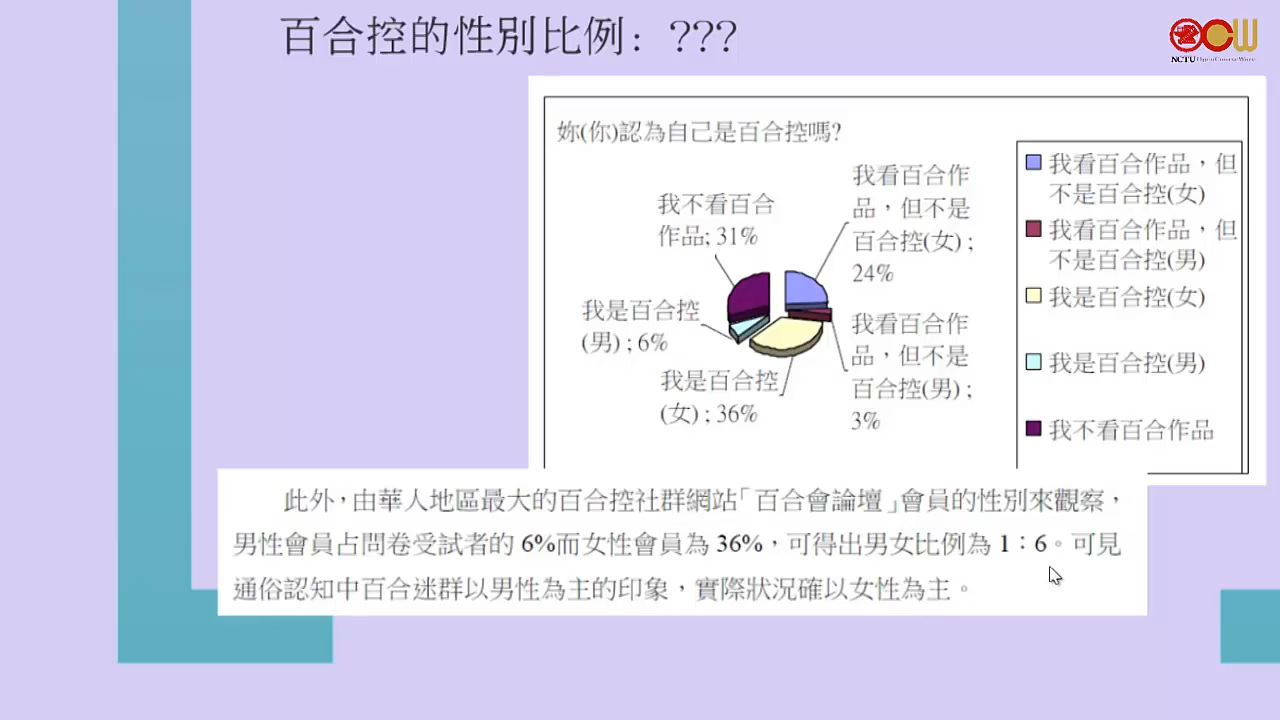 百合控的性別比例：???
NCTU OpenCourseWare
妳(你)認為自己是百合控嗎?
我不看百合
作品; 31%
我看百合作
品，但不是
百合控(女) ;
24%
我是百合控
(男) ; 6%
我看百合作
品，但不是
百合控(男) ;
3%
我是百合控
(女) ; 36%
我看百合作品，但
不是百合控(女)
我看百合作品，但
不是百合控(男)
我是百合控(女)
我是百合控(男)
我不看百合作品
此外，由華人地區最大的百合控社群網站「百合會論壇」會員的性別來觀察，
男性會員占問卷受試者的 6%而女性會員為 36%，可得出男女比例為 1：6。可見
通俗認知中百合迷群以男性為主的印象，實際狀況確以女性為主。